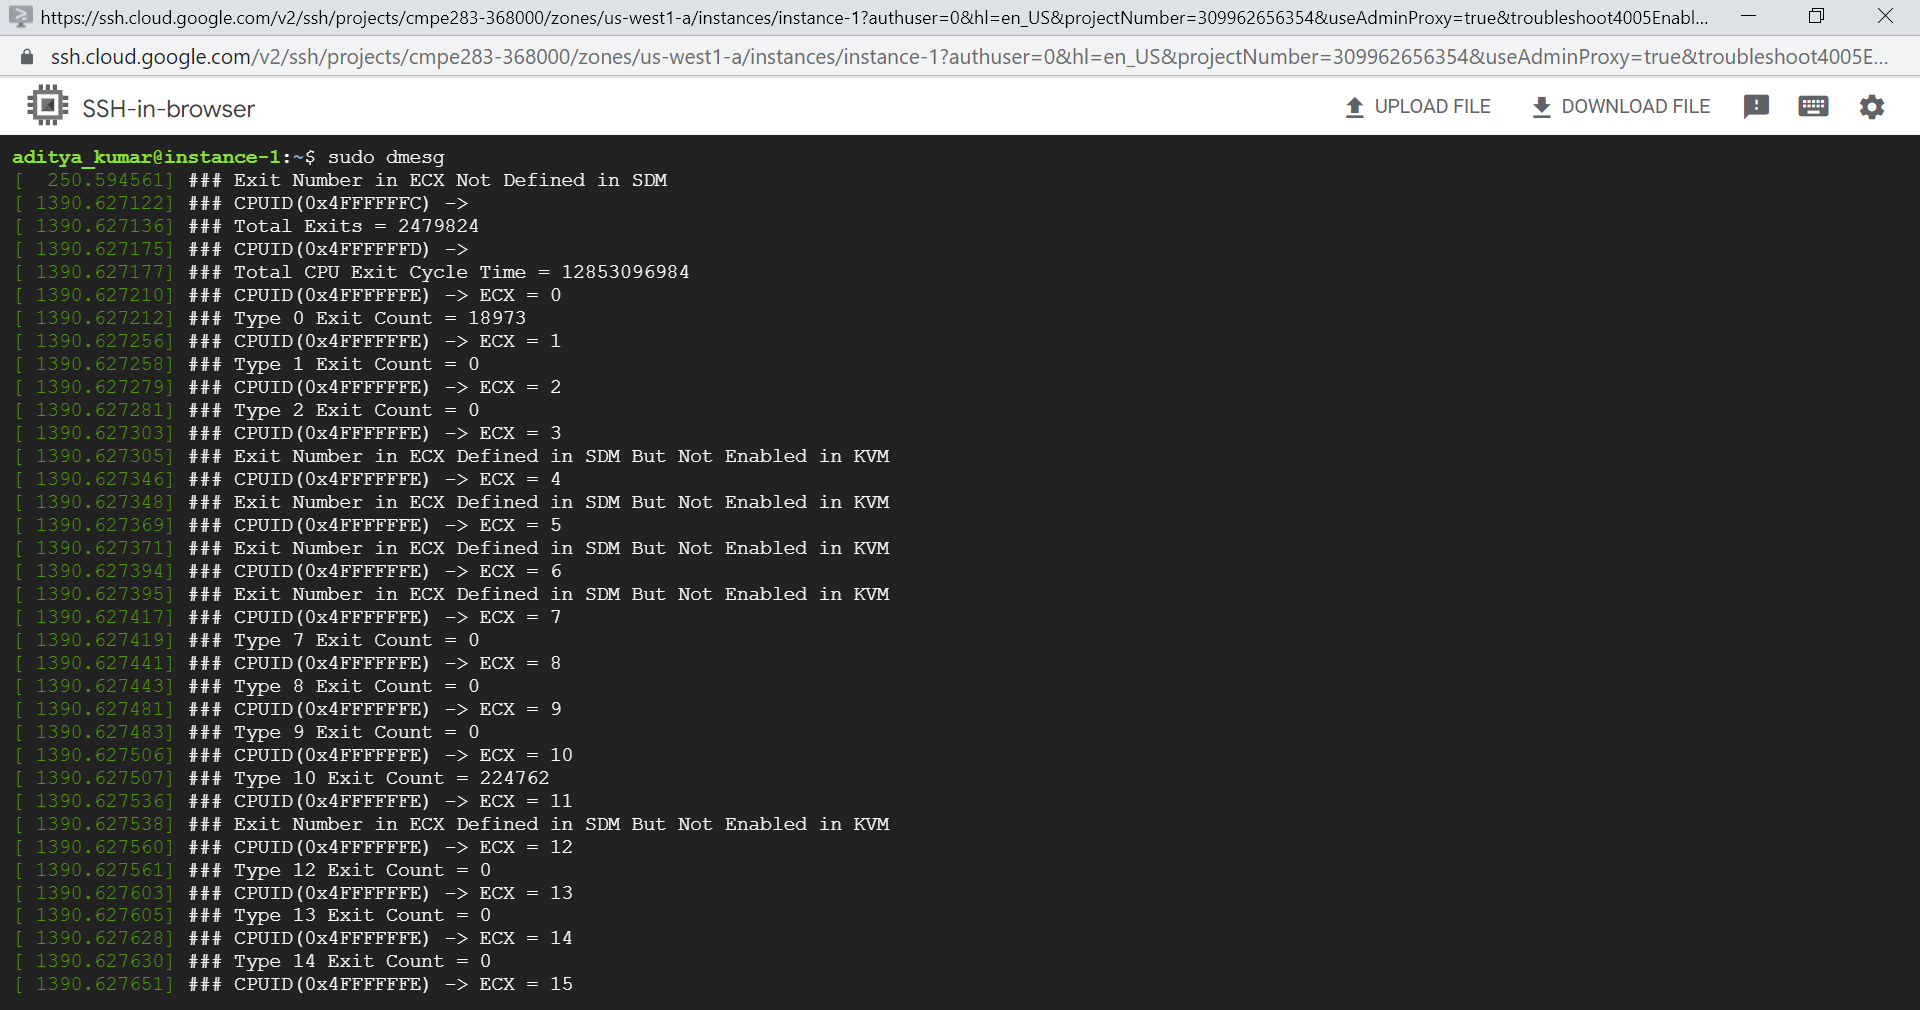 https://ssh.cloud.google.com/v2/ssh/projects/cmpe283-368000/zones/us-west1-a/instances/instance-1?authuser=0&hl=en_US&projectNumber=309962656354&useAdminProxy=true&troubleshoot4005Enabl...
ssh.cloud.google.com/v2/ssh/projects/cmpe283-368000/zones/us-west1-a/instances/instance-1?authuser=0&hl=en_US&projectNumber=309962656354&useAdminProxy=true&troubleshoot4005E...
SSH-in-browser UPLOAD FILE DOWNLOAD FILE
aditya_kumar@instance-1:~$ sudo dmesg
[  250.594561] ### Exit Number in ECX Not Defined in SDM
[ 1390.627122] ### CPUID(0x4FFFFFFC) ->
[ 1390.627136] ### Total Exits = 2479824
[ 1390.627175] ### CPUID(0x4FFFFFFD) ->
[ 1390.627177] ### Total CPU Exit Cycle Time = 12853096984
[ 1390.627210] ### CPUID(0x4FFFFFFE) -> ECX = 0
[ 1390.627212] ### Type 0 Exit Count = 18973
[ 1390.627256] ### CPUID(0x4FFFFFFE) -> ECX = 1
[ 1390.627258] ### Type 1 Exit Count = 0
[ 1390.627279] ### CPUID(0x4FFFFFFE) -> ECX = 2
[ 1390.627281] ### Type 2 Exit Count = 0
[ 1390.627303] ### CPUID(0x4FFFFFFE) -> ECX = 3
[ 1390.627305] ### Exit Number in ECX Defined in SDM But Not Enabled in KVM
[ 1390.627346] ### CPUID(0x4FFFFFFE) -> ECX = 4
[ 1390.627348] ### Exit Number in ECX Defined in SDM But Not Enabled in KVM
[ 1390.627369] ### CPUID(0x4FFFFFFE) -> ECX = 5
[ 1390.627371] ### Exit Number in ECX Defined in SDM But Not Enabled in KVM
[ 1390.627394] ### CPUID(0x4FFFFFFE) -> ECX = 6
[ 1390.627395] ### Exit Number in ECX Defined in SDM But Not Enabled in KVM
[ 1390.627417] ### CPUID(0x4FFFFFFE) -> ECX = 7
[ 1390.627419] ### Type 7 Exit Count = 0
[ 1390.627441] ### CPUID(0x4FFFFFFE) -> ECX = 8
[ 1390.627443] ### Type 8 Exit Count = 0
[ 1390.627481] ### CPUID(0x4FFFFFFE) -> ECX = 9
[ 1390.627483] ### Type 9 Exit Count = 0
[ 1390.627506] ### CPUID(0x4FFFFFFE) -> ECX = 10
[ 1390.627507] ### Type 10 Exit Count = 224762
[ 1390.627536] ### CPUID(0x4FFFFFFE) -> ECX = 11
[ 1390.627538] ### Exit Number in ECX Defined in SDM But Not Enabled in KVM
[ 1390.627560] ### CPUID(0x4FFFFFFE) -> ECX = 12
[ 1390.627561] ### Type 12 Exit Count = 0
[ 1390.627603] ### CPUID(0x4FFFFFFE) -> ECX = 13
[ 1390.627605] ### Type 13 Exit Count = 0
[ 1390.627628] ### CPUID(0x4FFFFFFE) -> ECX = 14
[ 1390.627630] ### Type 14 Exit Count = 0
[ 1390.627651] ### CPUID(0x4FFFFFFE) -> ECX = 15